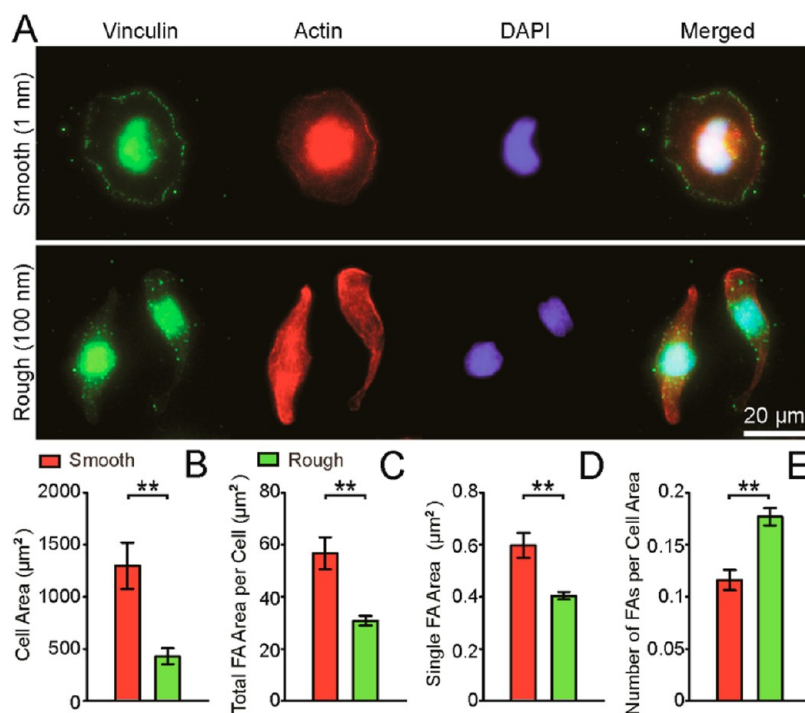 A
Vinculin Actin DAPI Merged
Smooth (1 nm)
Rough (100 nm)
20 µm
Smooth Rough
B
**
Cell Area (µm²)
2000
1500
1000
500
0
C
**
Total FA Area per Cell (µm²)
80
60
40
20
0
D
**
Single FA Area (µm²)
0.8
0.6
0.4
0.2
0
E
**
Number of FAs per Cell Area
0.2
0.15
0.10
0.05
0